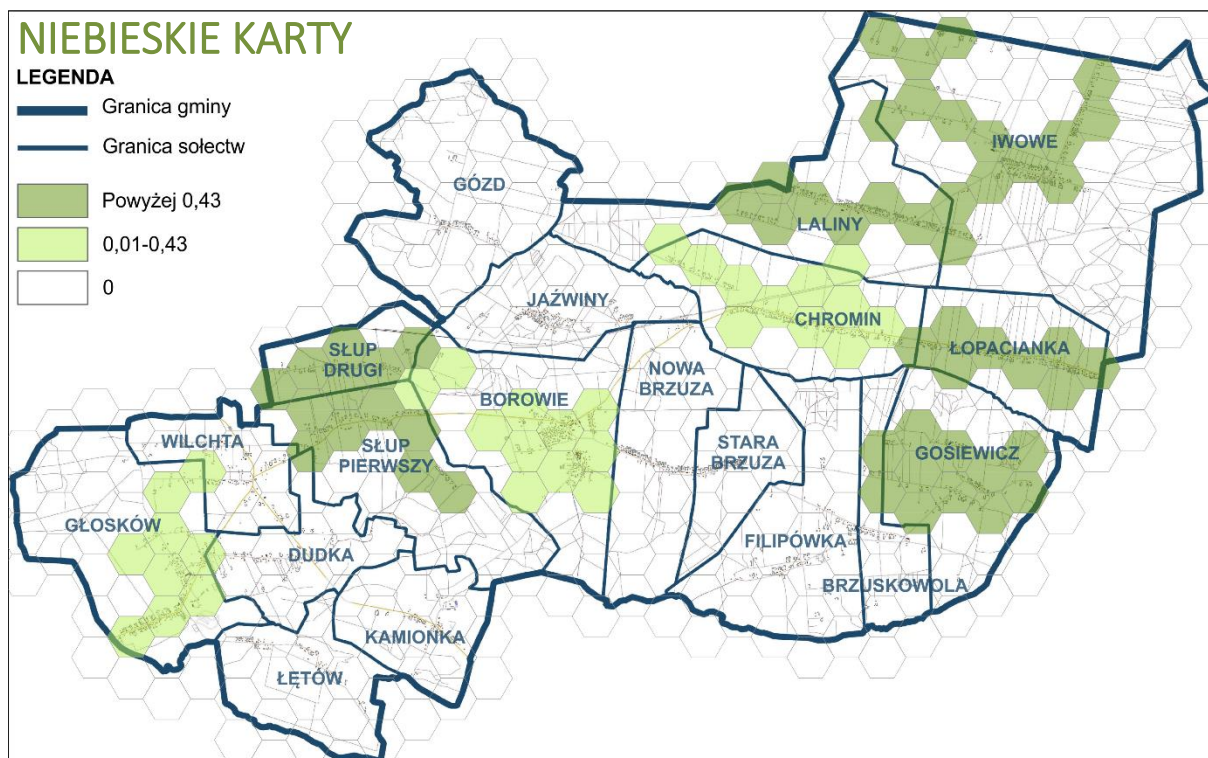 NIEBIESKIE KARTY
LEGENDA
Granica gminy
Granica sołectw
Powyżej 0,43
0,01-0,43
0
IWOWE
GÓZD
LALINY
JAŹWINY
CHROMIN
SŁUP
DRUGI
ŁOPACIANKA
NOWA
BRZUZA
BOROWIE
WILCHTA
SŁUP
PIERWSZY
STARA
BRZUZA
GOŚIEWICZ
GŁOSKÓW
DUDKA
FILIPÓWKA
BRZUSKOWOLA
KAMIONKA
ŁĘTÓW